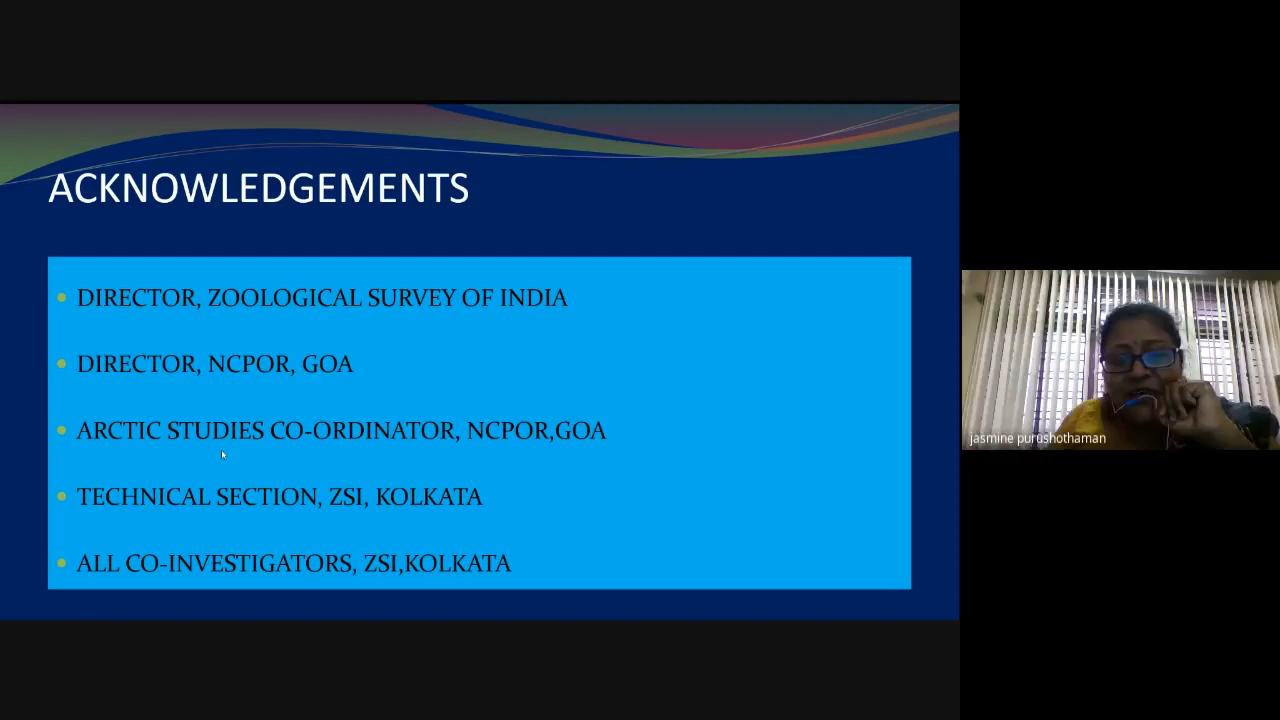 ACKNOWLEDGEMENTS
DIRECTOR, ZOOLOGICAL SURVEY OF INDIA
DIRECTOR, NCPOR, GOA
ARCTIC STUDIES CO-ORDINATOR, NCPOR,GOA
TECHNICAL SECTION, ZSI, KOLKATA
ALL CO-INVESTIGATORS, ZSI,KOLKATA
jasmine purushothaman